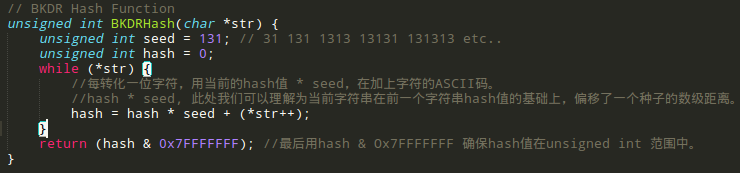 // BKDR Hash Function
unsigned int BKDRHash(char *str) {
    unsigned int seed = 131; // 31 131 1313 13131 131313 etc..
    unsigned int hash = 0;
    while (*str) {
        //每转化一位字符，用当前的hash值 * seed，在加上字符的ASCII码。
        //hash * seed, 此处我们可以理解为当前字符串在前一个字符串hash值的基础上，偏移了一个种子的数级距离。
        hash = hash * seed + (*str++);
    }
    return (hash & 0x7FFFFFFF); //最后用hash & 0x7FFFFFFF 确保hash值在unsigned int 范围中。
}